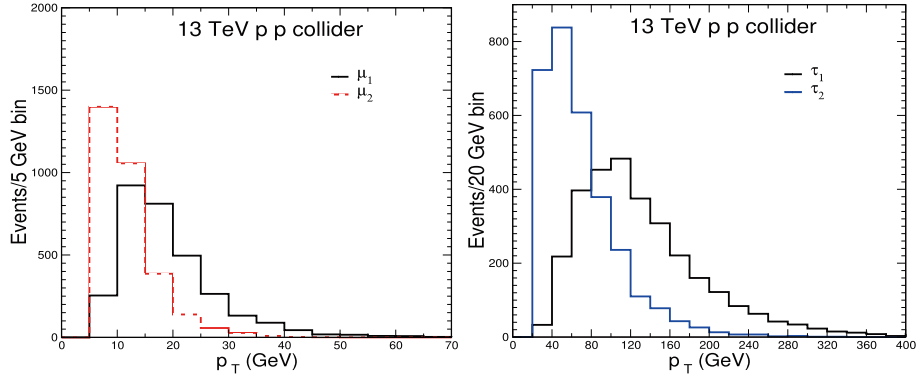 13 TeV p p collider
μ1
μ2
Events/5 GeV bin
2000
1500
1000
500
0
0 10 20 30 40 50 60 70
pT (GeV)
13 TeV p p collider
τ1
τ2
Events/20 GeV bin
800
600
400
200
0
0 40 80 120 160 200 240 280 320 360 400
pT (GeV)